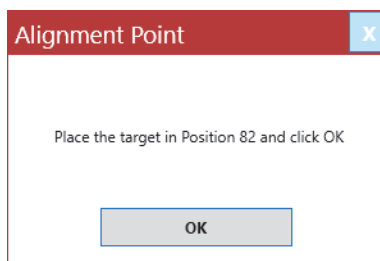 Alignment Point
X
Place the target in Position 82 and click OK
OK